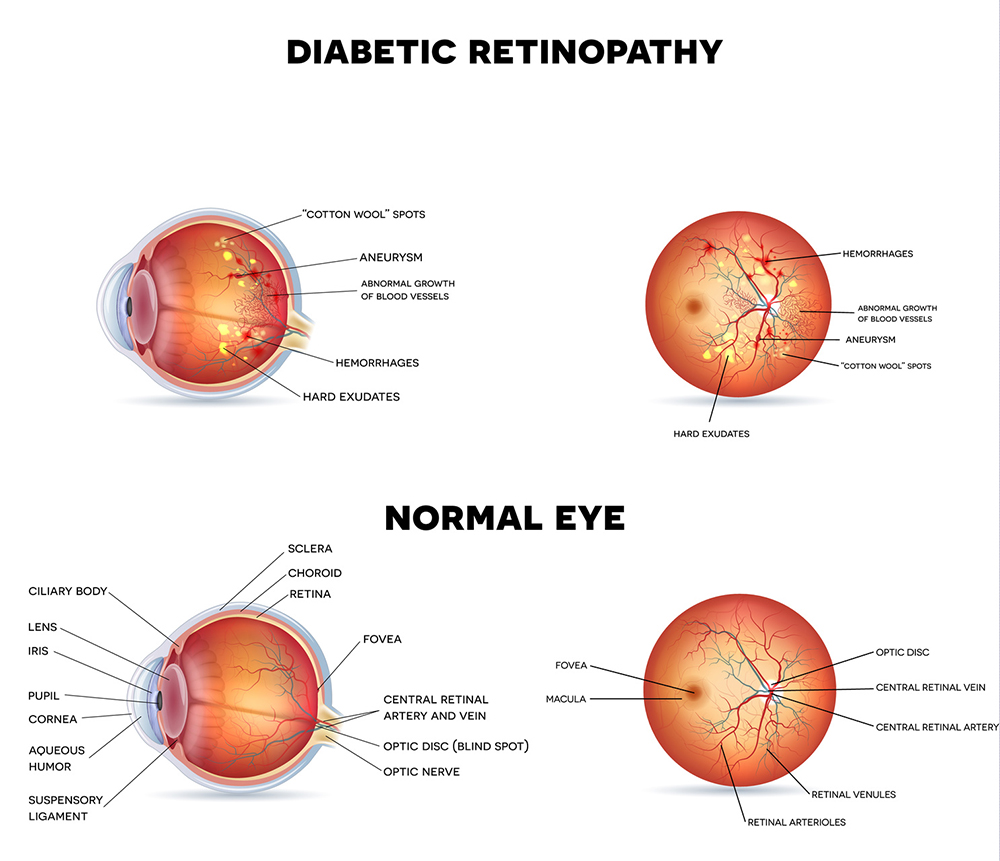 DIABETIC RETINOPATHY
"COTTON WOOL" SPOTS
ANEURYSM
ABNORMAL GROWTH
OF BLOOD VESSELS
HEMORRHAGES
HARD EXUDATES
HEMORRHAGES
ABNORMAL GROWTH
OF BLOOD VESSELS
ANEURYSM
"COTTON WOOL" SPOTS
HARD EXUDATES
NORMAL EYE
SCLERA
CHOROID
RETINA
CILIARY BODY
LENS
IRIS
PUPIL
CORNEA
AQUEOUS
HUMOR
SUSPENSORY
LIGAMENT
FOVEA
CENTRAL RETINAL
ARTERY AND VEIN
OPTIC DISC (BLIND SPOT)
OPTIC NERVE
FOVEA
MACULA
OPTIC DISC
CENTRAL RETINAL VEIN
CENTRAL RETINAL ARTERY
RETINAL VENULES
RETINAL ARTERIOLES